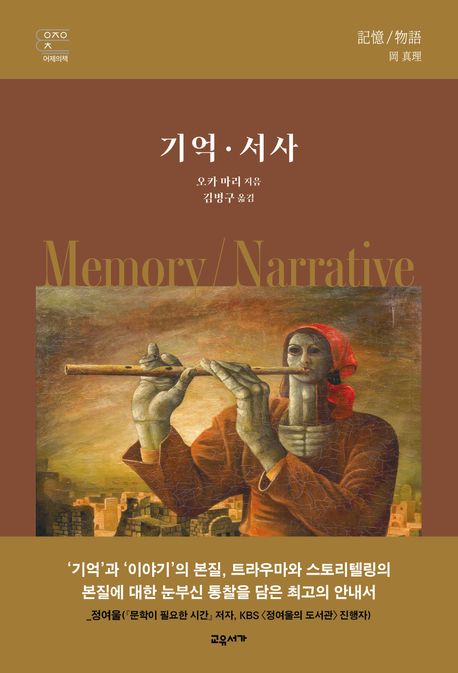 어제의책
記憶/物語
岡 真理
기억·서사
오카 마리 지음
김병구 옮김
Memory/Narrative
‘기억’과 ‘이야기’의 본질, 트라우마와 스토리텔링의
본질에 대한 눈부신 통찰을 담은 최고의 안내서
_정여울(『문학이 필요한 시간』 저자, KBS 〈정여울의 도서관〉 진행자)
교유서가